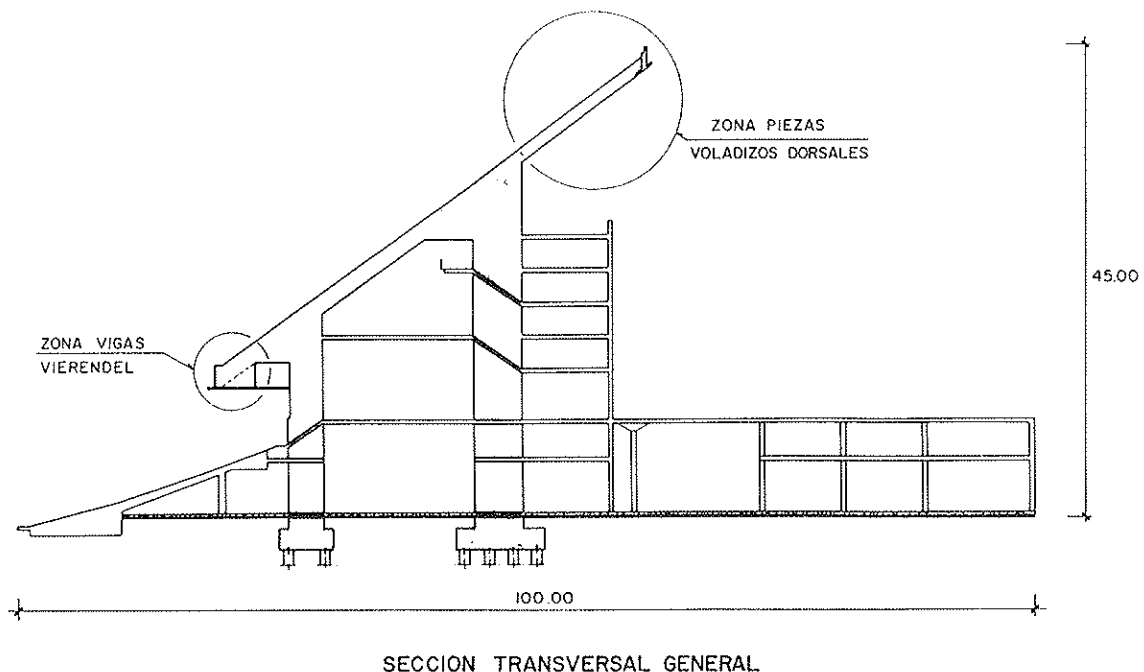 ZONA PIEZAS
VOLADIZOS DORSALES
45.00
ZONA VIGAS
VIERENDEL
100.00
SECCION TRANSVERSAL GENERAL